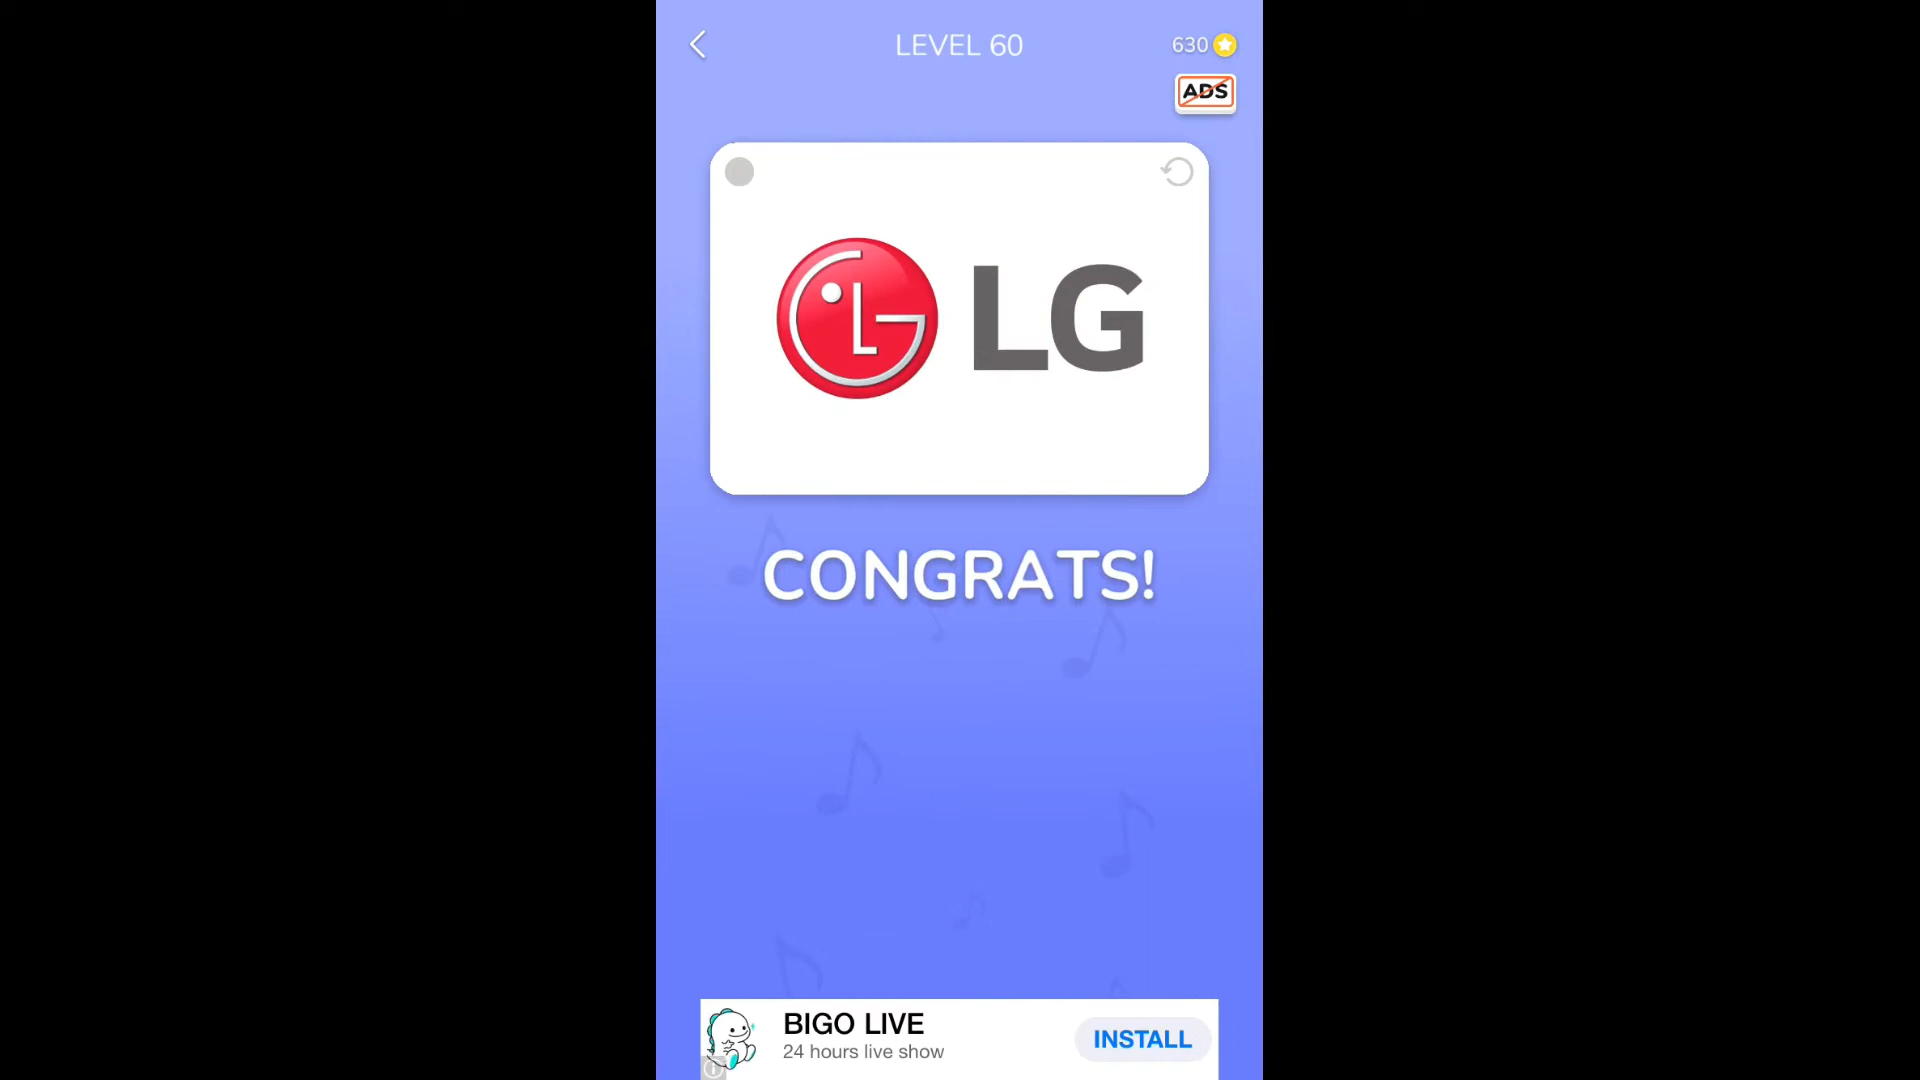 LEVEL 60
630
ADS
LG
CONGRATS!
BIGO LIVE
24 hours live show
INSTALL